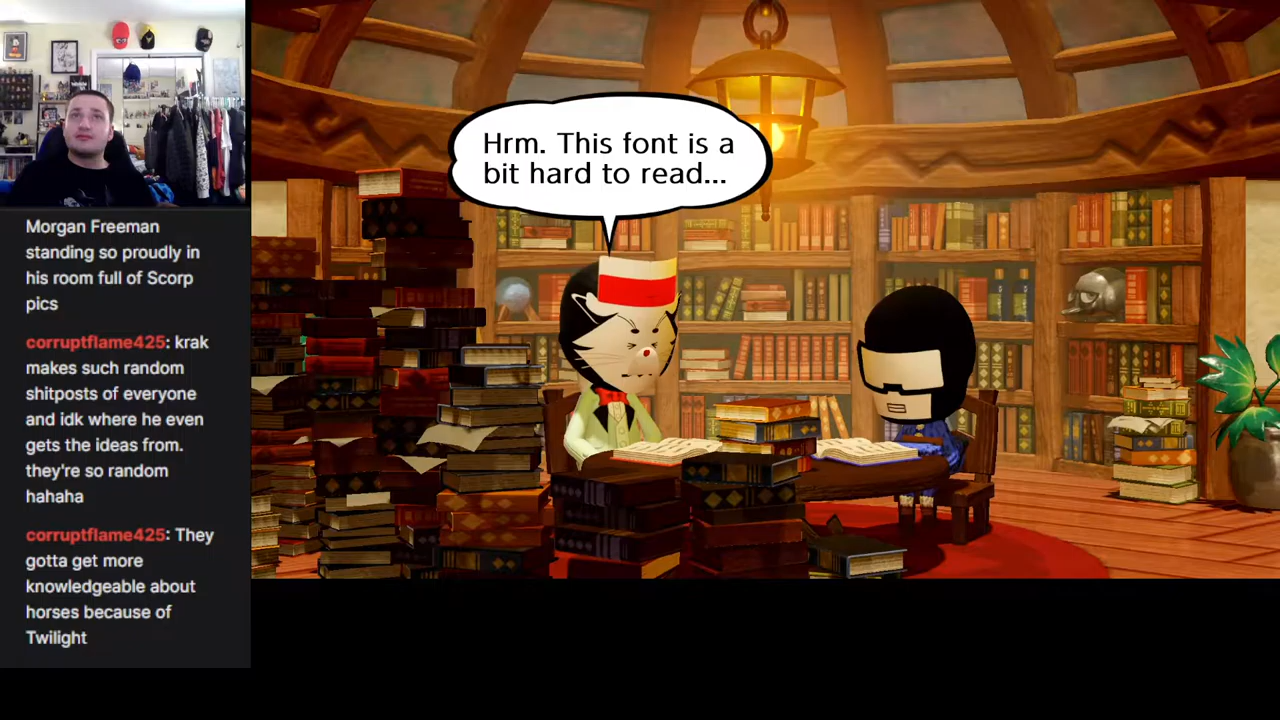 Morgan Freeman
standing so proudly in
his room full of Scorp
pics
corruptflame425: krak
makes such random
shitposts of everyone
and idk where he even
gets the ideas from.
they're so random
hahaha
corruptflame425: They
gotta get more
knowledgeable about
horses because of
Twilight
Hrm. This font is a
bit hard to read...